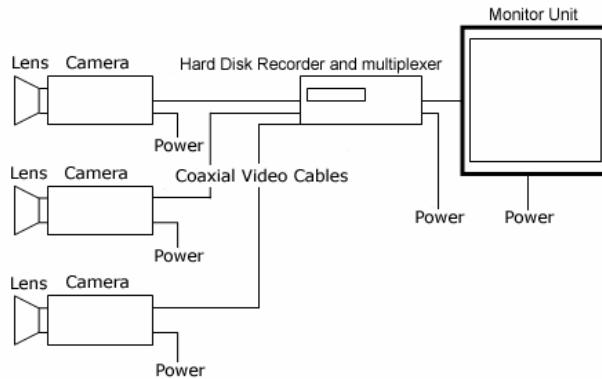 Monitor Unit
Lens Camera
Hard Disk Recorder and multiplexer
Power
Lens Camera
Coaxial Video Cables
Power
Power
Power
Lens Camera
Power